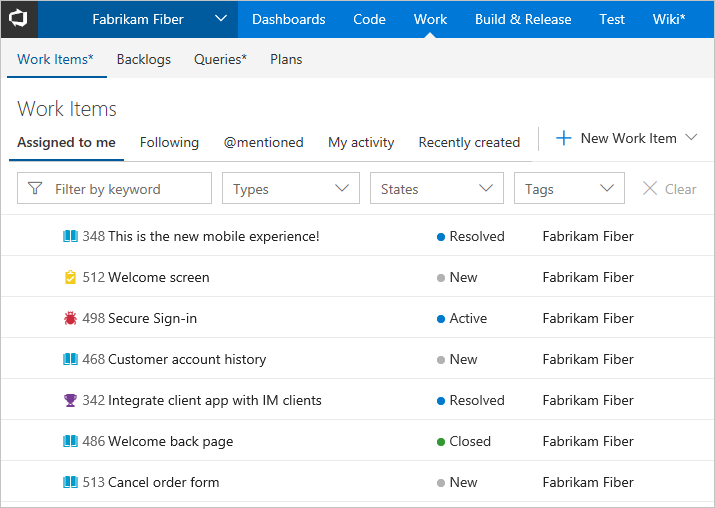 Fabrikam Fiber Dashboards Code Work Build & Release Test Wiki*
Work Items* Backlogs Queries* Plans
Work Items
Assigned to me Following @mentioned My activity Recently created New Work Item
Filter by keyword Types States Tags Clear
348 This is the new mobile experience! Resolved Fabrikam Fiber
512 Welcome screen New Fabrikam Fiber
498 Secure Sign-in Active Fabrikam Fiber
468 Customer account history New Fabrikam Fiber
342 Integrate client app with IM clients Resolved Fabrikam Fiber
486 Welcome back page Closed Fabrikam Fiber
513 Cancel order form New Fabrikam Fiber